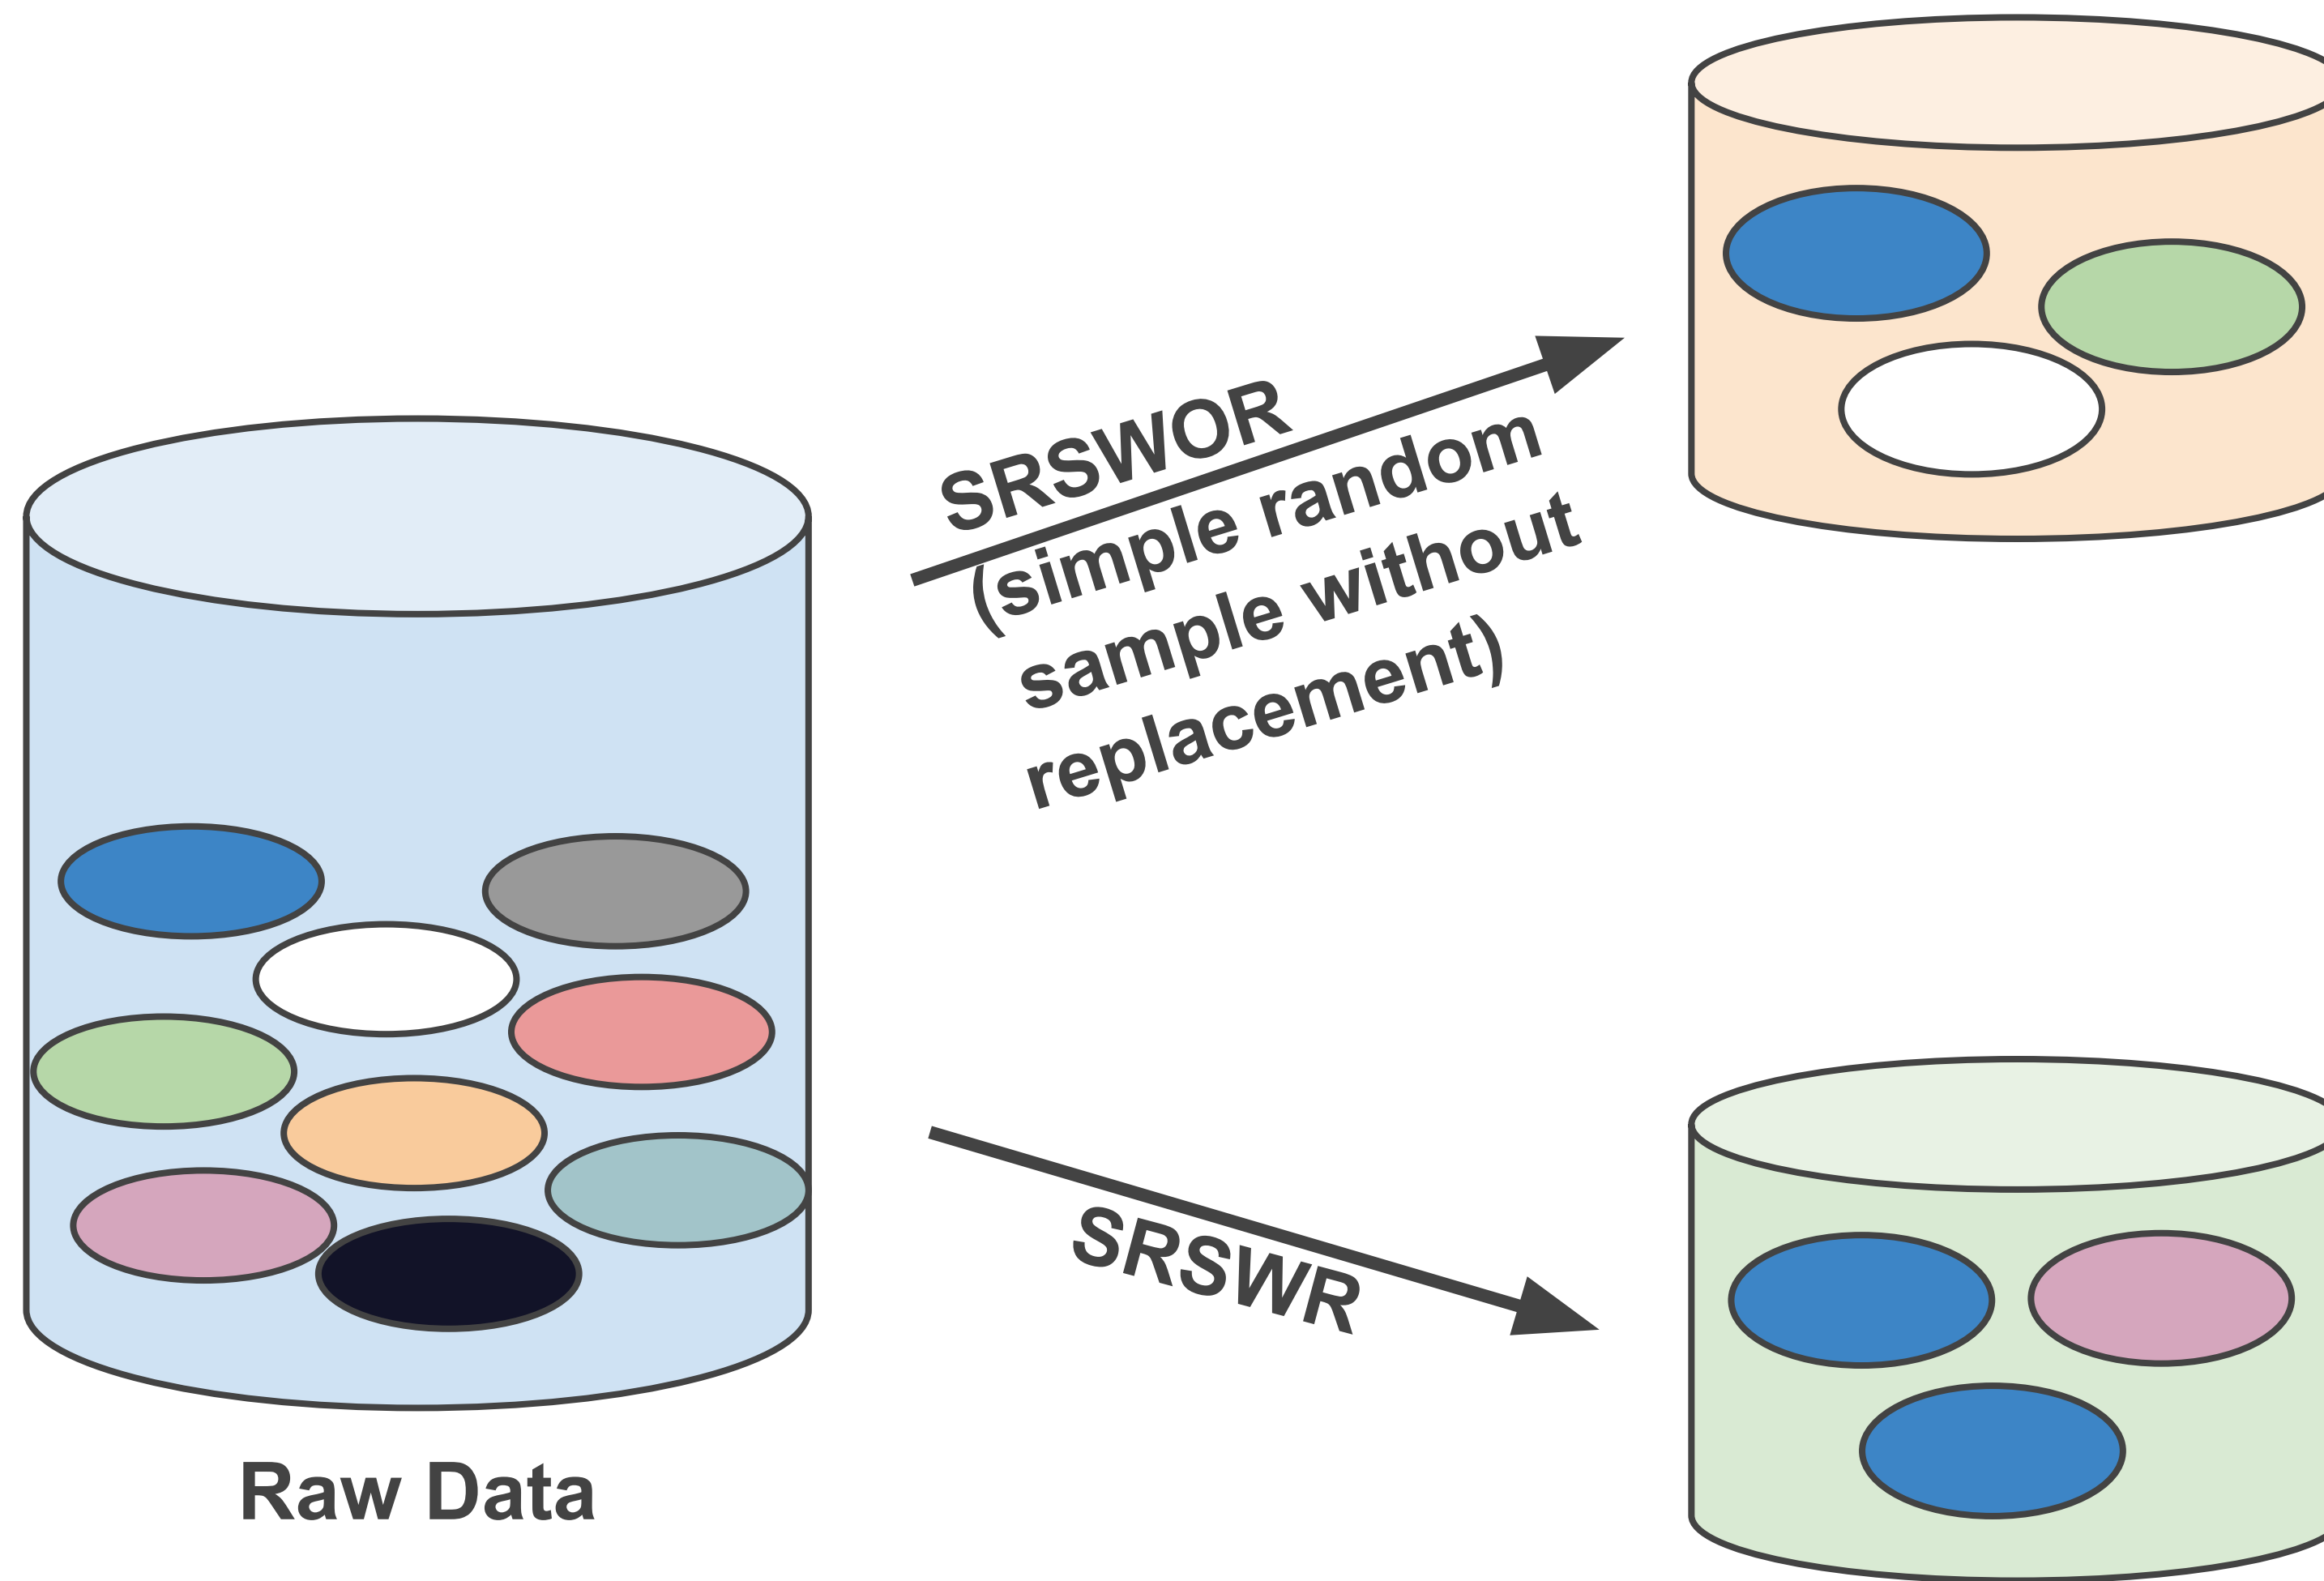 SRSWOR
(simple random
sample without
replacement)
SRSWR
Raw Data